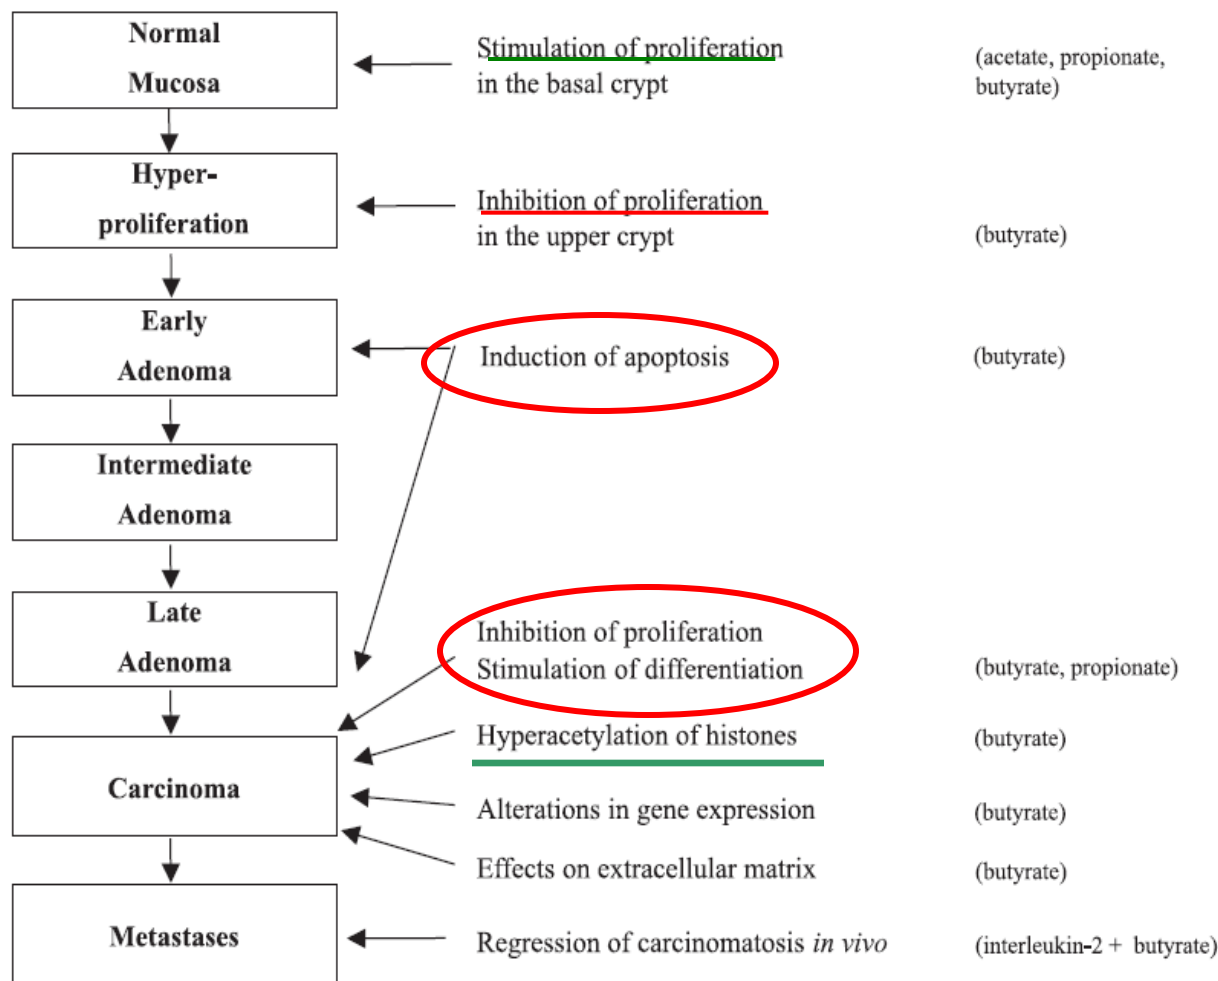 Normal
Mucosa
Stimulation of proliferation
in the basal crypt
(acetate, propionate,
butyrate)
Hyper-
proliferation
Inhibition of proliferation
in the upper crypt
(butyrate)
Early
Adenoma
Induction of apoptosis
(butyrate)
Intermediate
Adenoma
Late
Adenoma
Inhibition of proliferation
Stimulation of differentiation
(butyrate, propionate)
Carcinoma
Hyperacetylation of histones
(butyrate)
Alterations in gene expression
(butyrate)
Effects on extracellular matrix
(butyrate)
Metastases
Regression of carcinomatosis in vivo
(interleukin-2 + butyrate)